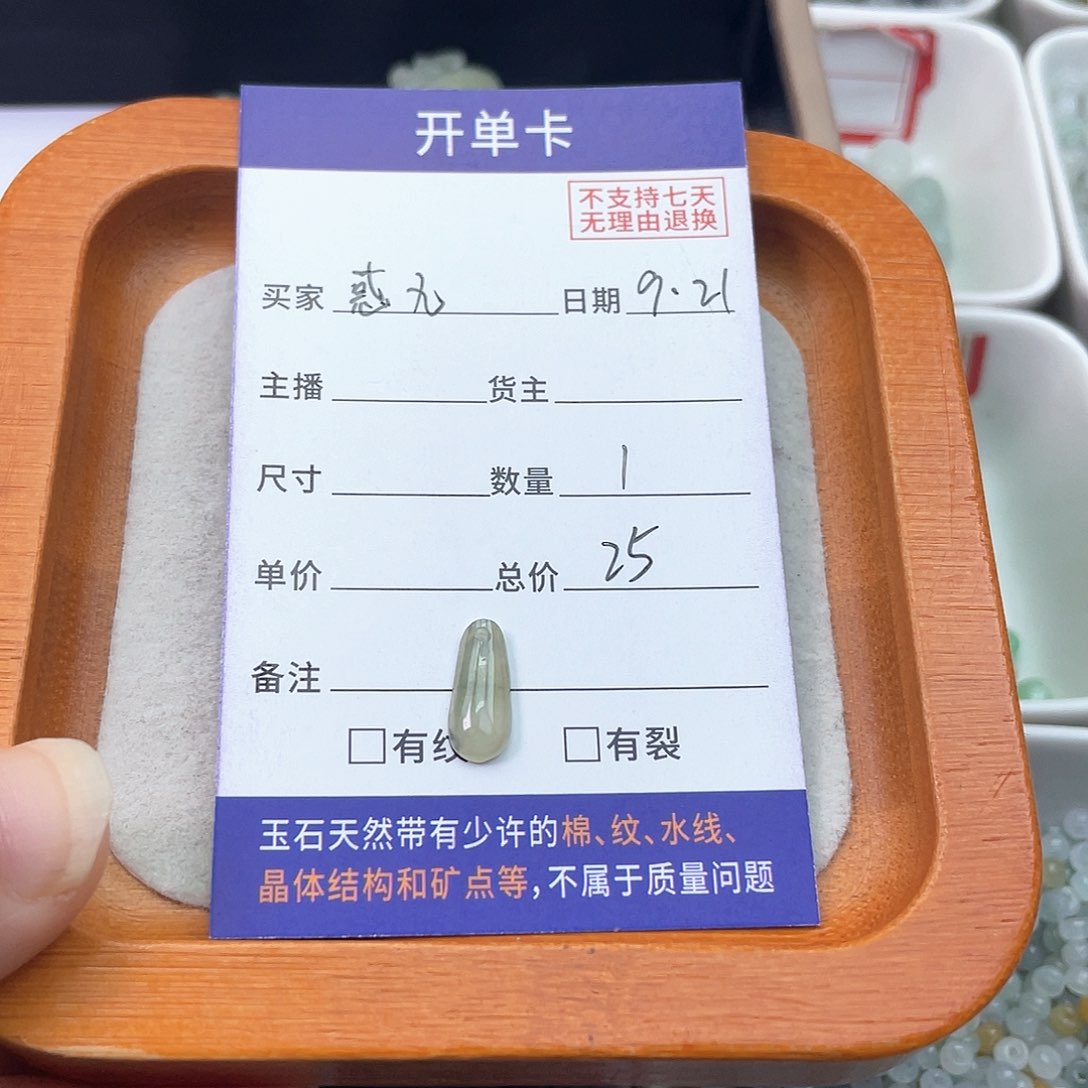 开单卡
不支持七天
无理由退换
买家 惑九 日期 9.21
主播 货主
尺寸 数量 1
单价 总价 25
备注
□有纹 □有裂
玉石天然带有少许的棉、纹、水线、
晶体结构和矿点等,不属于质量问题